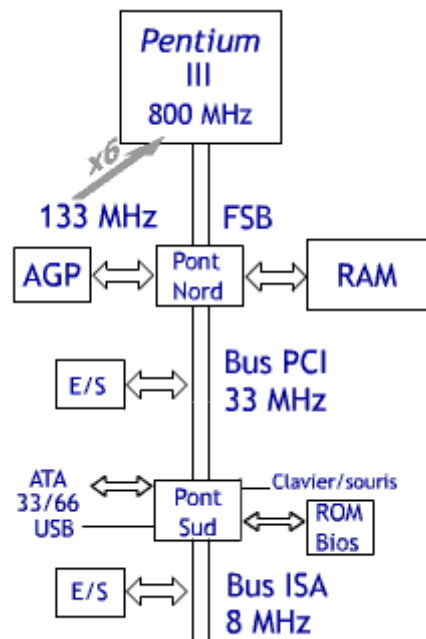 Pentium
III
800 MHz
x6
133 MHz
FSB
AGP
Pont
Nord
RAM
E/S
Bus PCI
33 MHz
ATA
33/66
USB
Pont
Sud
Clavier/souris
ROM
Bios
E/S
Bus ISA
8 MHz